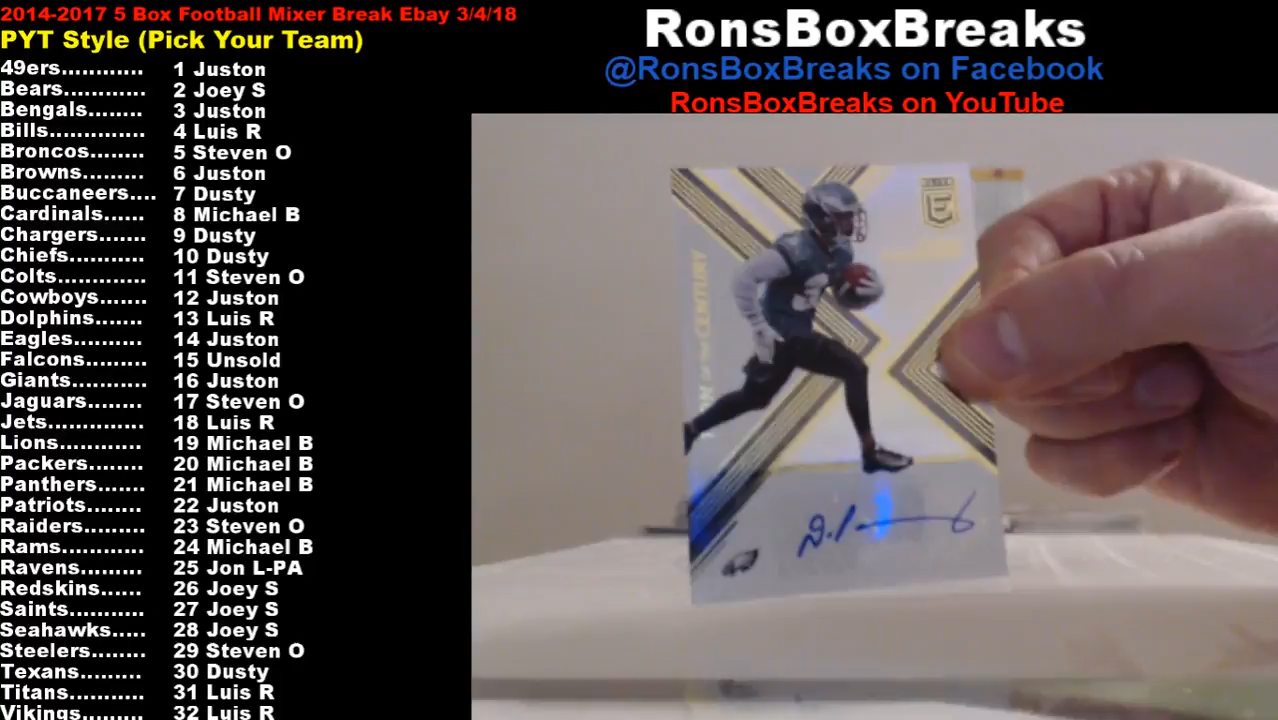 2014-2017 5 Box Football Mixer Break Ebay 3/4/18
PYT Style (Pick Your Team)
49ers............ 1 Juston
Bears............ 2 Joey S
Bengals........ 3 Juston
Bills.............. 4 Luis R
Broncos........ 5 Steven O
Browns......... 6 Juston
Buccaneers.... 7 Dusty
Cardinals...... 8 Michael B
Chargers....... 9 Dusty
Chiefs........... 10 Dusty
Colts............. 11 Steven O
Cowboys....... 12 Juston
Dolphins....... 13 Luis R
Eagles.......... 14 Juston
Falcons......... 15 Unsold
Giants........... 16 Juston
Jaguars........ 17 Steven O
Jets.............. 18 Luis R
Lions............ 19 Michael B
Packers........ 20 Michael B
Panthers....... 21 Michael B
Patriots........ 22 Juston
Raiders......... 23 Steven O
Rams............ 24 Michael B
Ravens......... 25 Jon L-PA
Redskins...... 26 Joey S
Saints........... 27 Joey S
Seahawks..... 28 Joey S
Steelers........ 29 Steven O
Texans......... 30 Dusty
Titans........... 31 Luis R
Vikings......... 32 Luis R
RonsBoxBreaks
@RonsBoxBreaks on Facebook
RonsBoxBreaks on YouTube
CENTURY